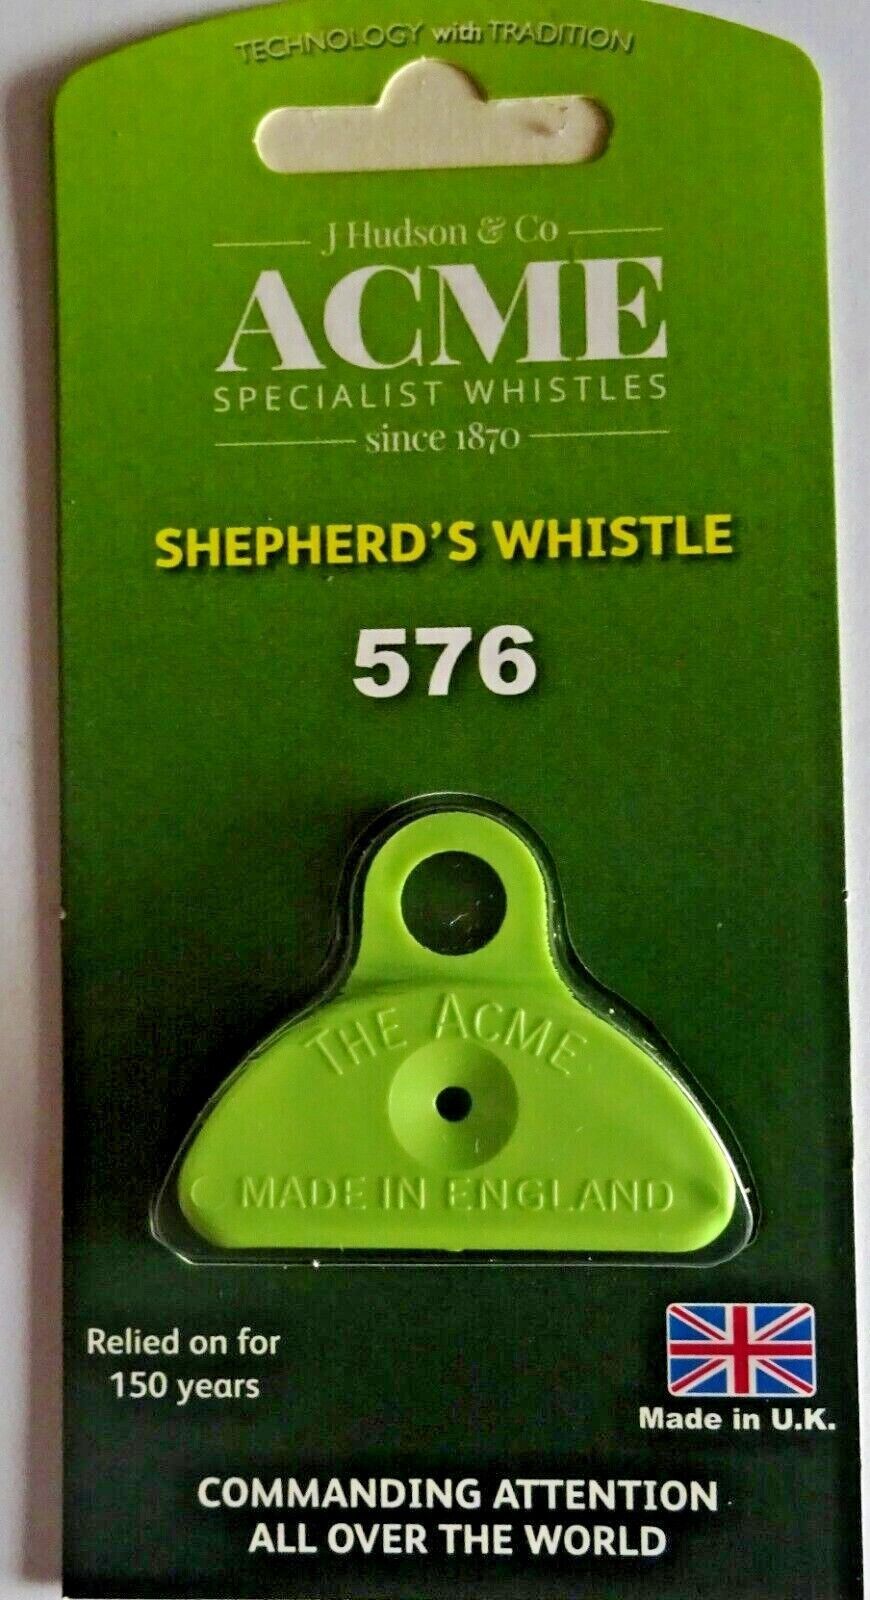 TECHNOLOGY with TRADITION
J Hudson & Co
ACME
SPECIALIST WHISTLES
since 1870
SHEPHERD'S WHISTLE
576
THE ACME
MADE IN ENGLAND
Relied on for
150 years
Made in U.K.
COMMANDING ATTENTION
ALL OVER THE WORLD